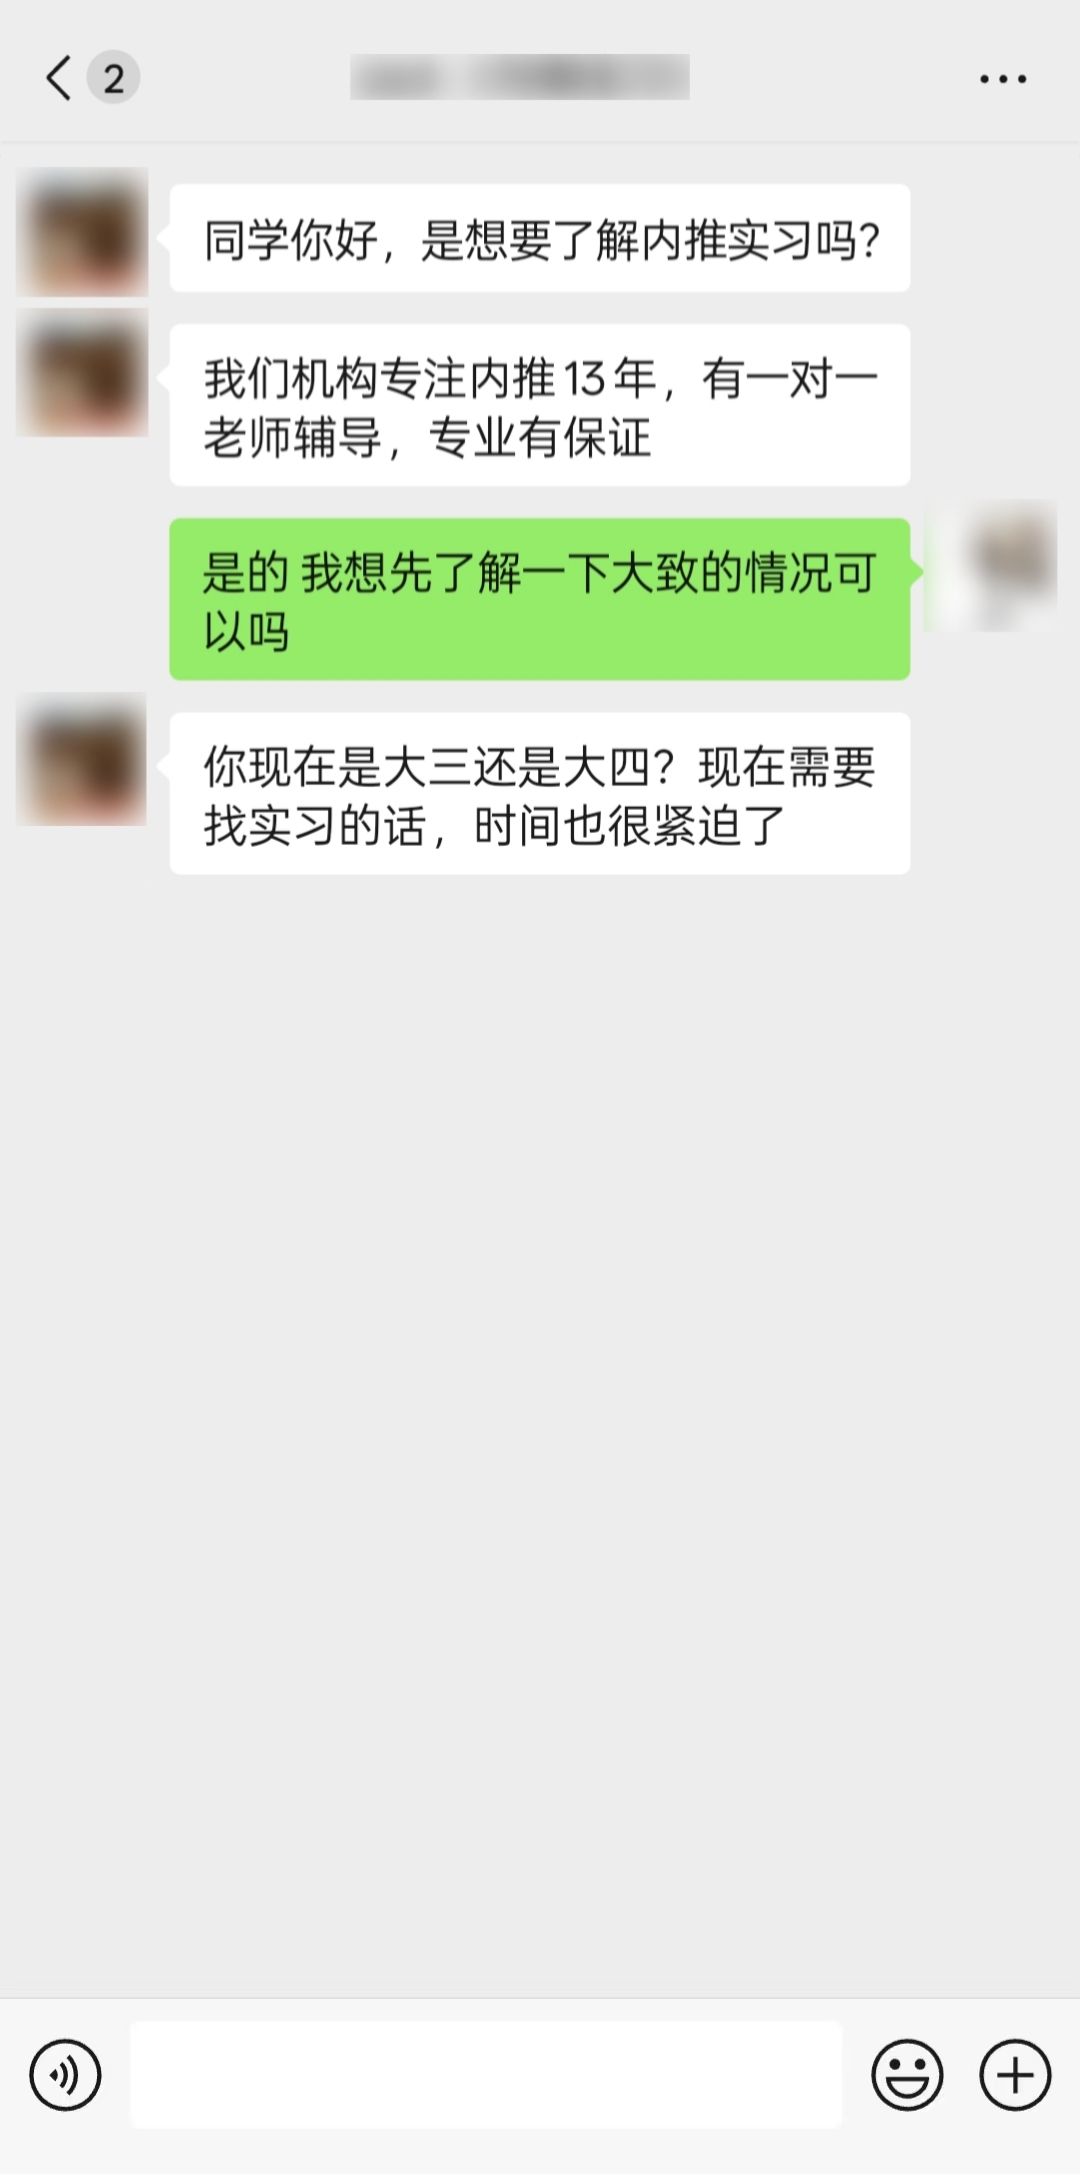 2
同学你好，是想要了解内推实习吗？
我们机构专注内推13年，有一对一
老师辅导，专业有保证
是的 我想先了解一下大致的情况可
以吗
你现在是大三还是大四？现在需要
找实习的话，时间也很紧迫了